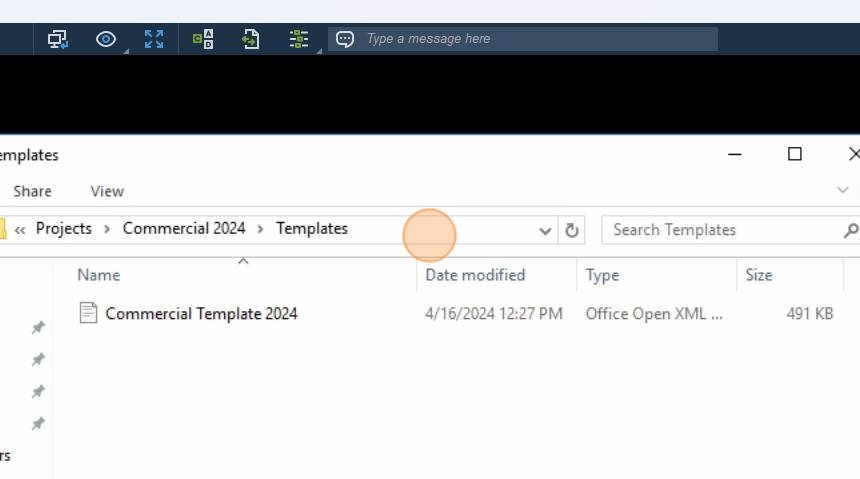 Type a message here
emplates
Share View
« Projects > Commercial 2024 > Templates Search Templates
Name Date modified Type Size
Commercial Template 2024 4/16/2024 12:27 PM Office Open XML ... 491 KB
rs